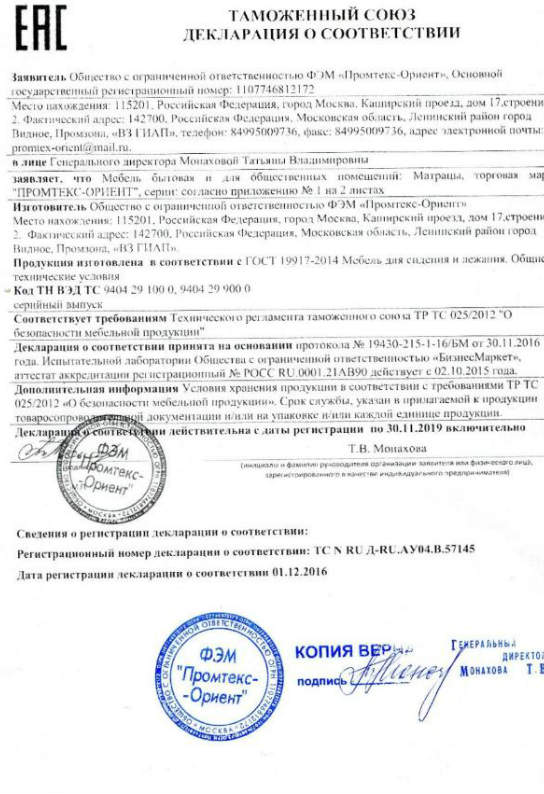 ЕАС
ТАМОЖЕННЫЙ СОЮЗ
ДЕКЛАРАЦИЯ О СООТВЕТСТВИИ
Заявитель Общество с ограниченной ответственностью ФЭМ «Промтекс-Ориент», Основной
государственный регистрационный номер: 1107746812172
Место нахождения: 115201, Российская Федерация, город Москва, Каширский проезд, дом 17,строени
2. Фактический адрес: 142700, Российская Федерация, Московская область, Ленинский район город
Видное, Промзона, «ВЗ ГИАП», телефон: 84995009736, факс: 84995009736, адрес электронной почты:
promtex-orient@mail.ru.
в лице Генерального директора Монаховой Татьяны Владимировны
заявляет, что Мебель бытовая и для общественных помещений: Матрацы, торговая мар
"ПРОМТЕКС-ОРИЕНТ", серии: согласно приложению № 1 на 2 листах
Изготовитель Общество с ограниченной ответственностью ФЭМ «Промтекс-Ориент»
Место нахождения: 115201, Российская Федерация, город Москва, Каширский проезд, дом 17,строени
2. Фактический адрес: 142700, Российская Федерация, Московская область, Ленинский район город
Видное, Промзона, «ВЗ ГИАП».
Продукция изготовлена в соответствии с ГОСТ 19917-2014 Мебель для сидения и лежания. Общие
технические условия
Код ТН ВЭД ТС 9404 29 100 0, 9404 29 900 0
серийный выпуск
Соответствует требованиям Технического регламента таможенного союза ТР ТС 025/2012 "О
безопасности мебельной продукции"
Декларация о соответствии принята на основании протокола № 19430-215-1-16/БМ от 30.11.2016
года. Испытательной лаборатории Общества с ограниченной ответственностью «БизнесМаркет»,
аттестат аккредитации регистрационный № РОСС RU.0001.21АВ90 действует с 02.10.2015 года.
Дополнительная информация Условия хранения продукции в соответствии с требованиями ТР ТС
025/2012 «О безопасности мебельной продукции». Срок службы, указан в прилагаемой к продукции
товаросопроводительной документации и/или на упаковке и/или каждой единице продукции.
Декларация о соответствии действительна с даты регистрации по 30.11.2019 включительно
Т.В. Монахова
(инициалы и фамилия руководителя организации заявителя или физического лица,
зарегистрированного в качестве индивидуального предпринимателя)
ФЭМ
"Промтекс-
-Ориент"
МОСКВА
Сведения о регистрации декларации о соответствии:
Регистрационный номер декларации о соответствии: ТС N RU Д-RU.АУ04.В.57145
Дата регистрации декларации о соответствии 01.12.2016
ФЭМ
"Промтекс-
-Ориент"
МОСКВА
КОПИЯ ВЕРНА
подпись
ГЕНЕРАЛЬНЫ
ДИРЕКТО
МОНАХОВА Т.В